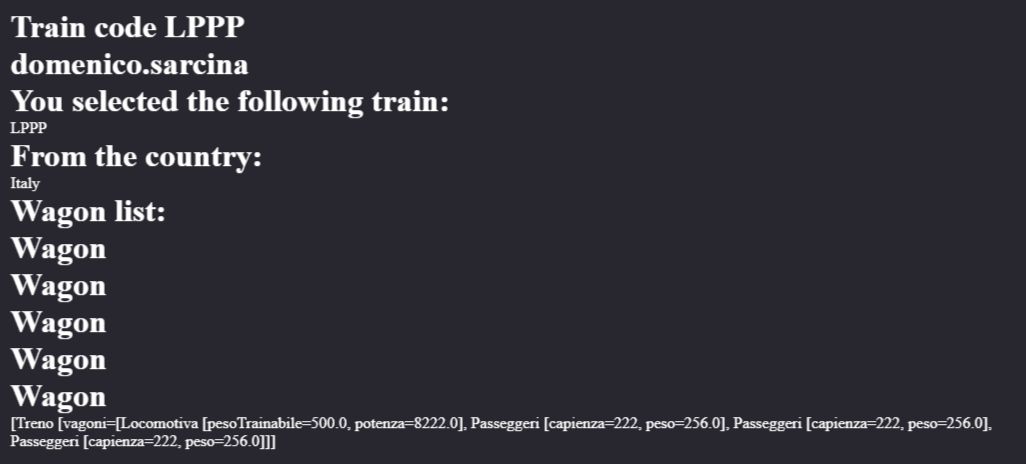 Train code LPPP
domenico.sarcina
You selected the following train:
LPPP
From the country:
Italy
Wagon list:
Wagon
Wagon
Wagon
Wagon
Wagon
[Treno [vagoni=[Locomotiva [pesoTrainabile=500.0, potenza=8222.0], Passeggeri [capienza=222, peso=256.0], Passeggeri [capienza=222, peso=256.0],
Passeggeri [capienza=222, peso=256.0]]]